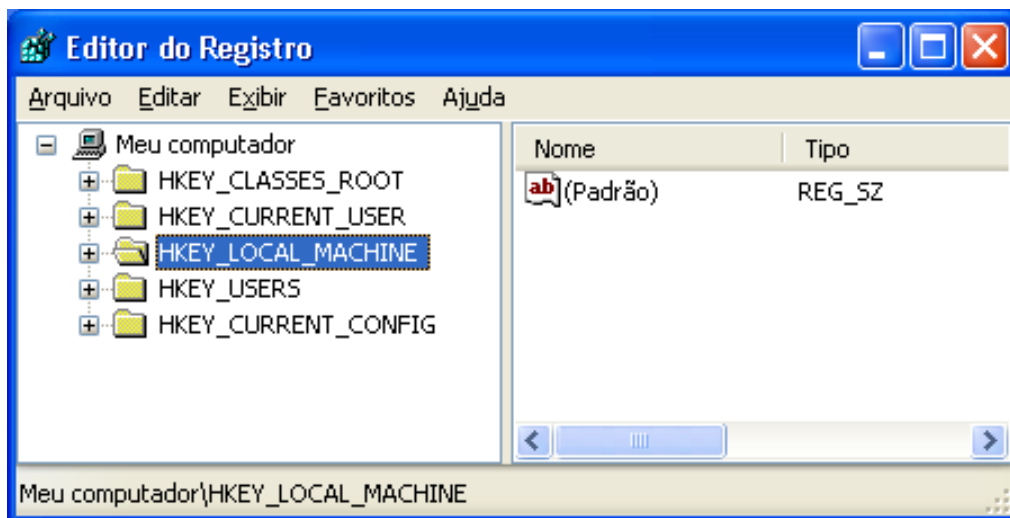 Editor do Registro
Arquivo Editar Exibir Favoritos Ajuda
Meu computador
HKEY_CLASSES_ROOT
HKEY_CURRENT_USER
HKEY_LOCAL_MACHINE
HKEY_USERS
HKEY_CURRENT_CONFIG
Nome Tipo
ab (Padrão) REG_SZ
Meu computador\HKEY_LOCAL_MACHINE